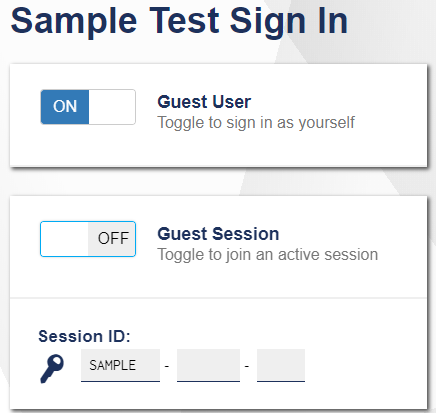 Sample Test Sign In
ON
Guest User
Toggle to sign in as yourself
OFF
Guest Session
Toggle to join an active session
Session ID:
SAMPLE - -